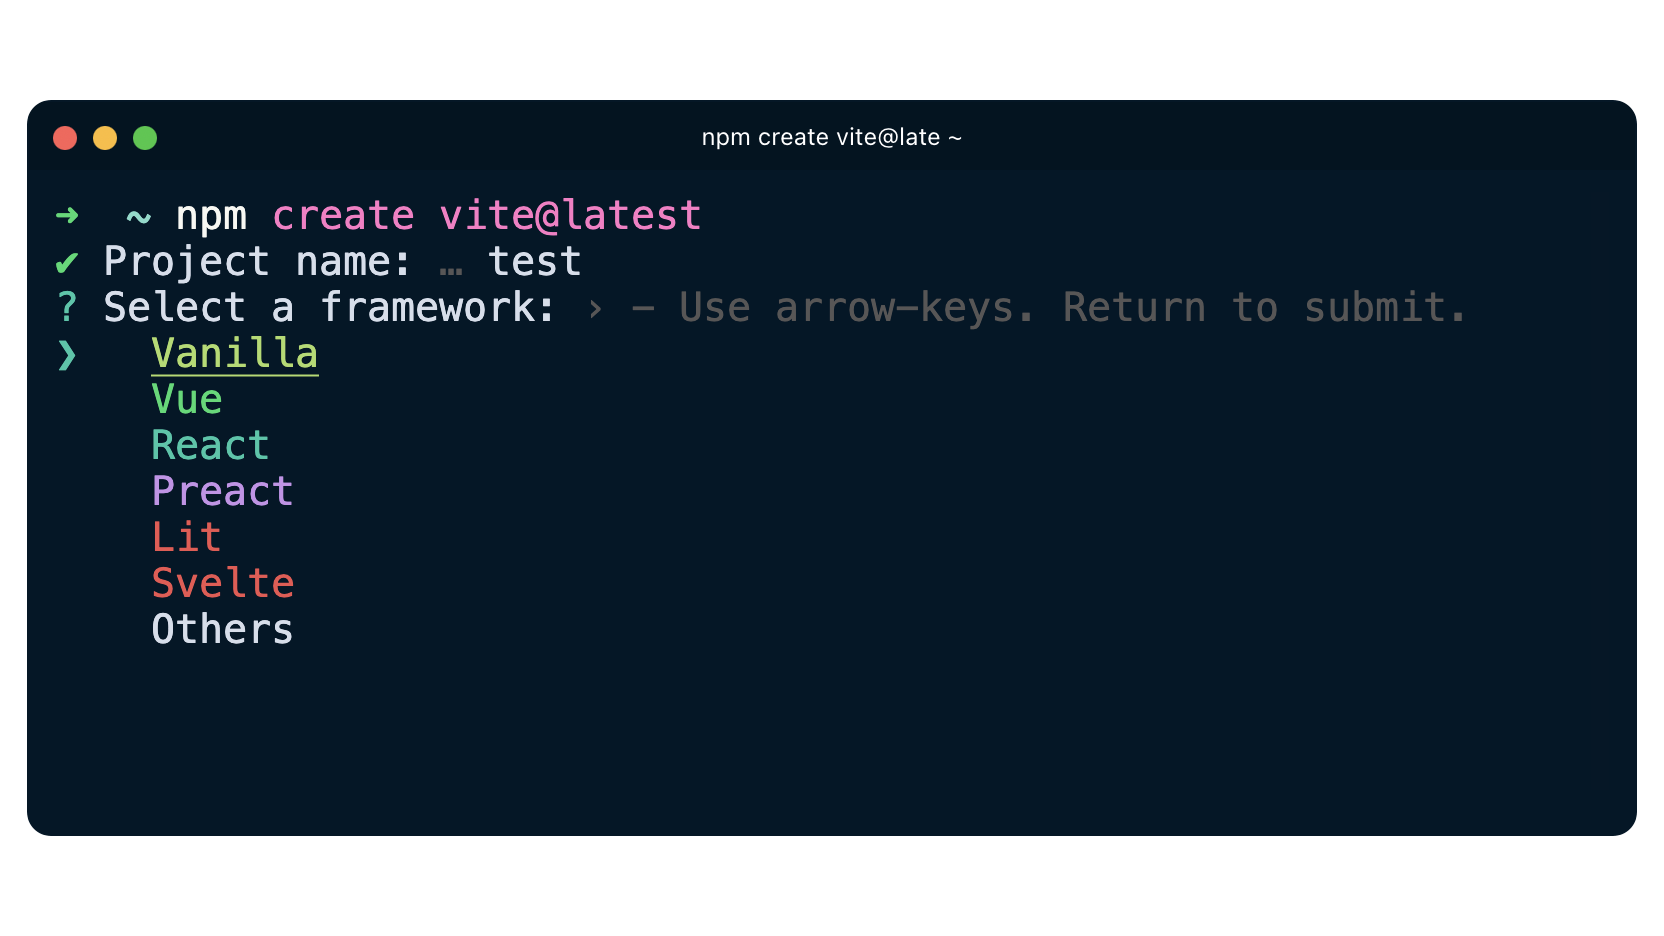 npm create vite@late ~
➜ ~ npm create vite@latest
✔ Project name: … test
? Select a framework: › - Use arrow-keys. Return to submit.
❯ Vanilla
Vue
React
Preact
Lit
Svelte
Others